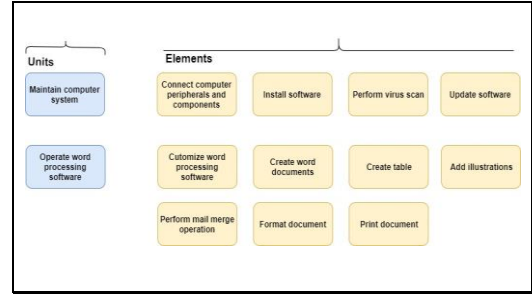 Units
Elements
Maintain computer
system
Connect computer
peripherals and
components
Install software
Perform virus scan
Update software
Operate word
processing
software
Cutomize word
processing
software
Create word
documents
Create table
Add illustrations
Perform mail merge
operation
Format document
Print document